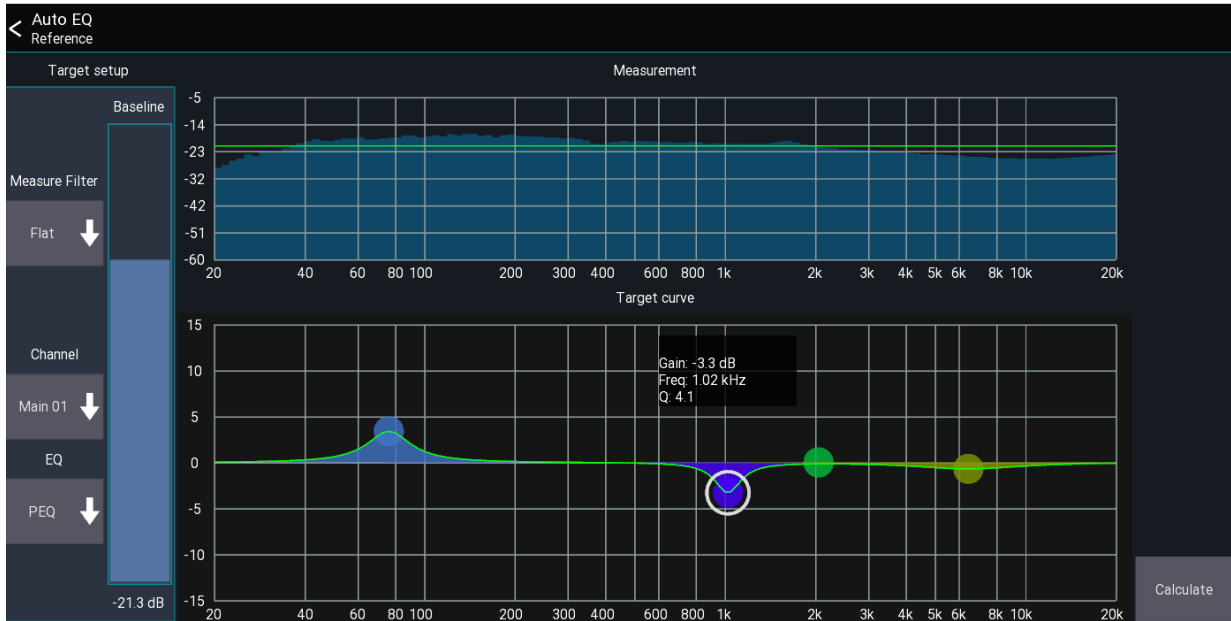 Auto EQ
Reference
Target setup
Measurement
Baseline
-5
-14
-23
-32
-42
-51
-60
20 40 60 80 100 200 300 400 600 800 1k 2k 3k 4k 5k 6k 8k 10k 20k
Measure Filter
Flat
Target curve
15
10
5
0
-5
-10
-15
Gain: -3.3 dB
Freq: 1.02 kHz
Q: 4.1
20 40 60 80 100 200 300 400 600 800 1k 2k 3k 4k 5k 6k 8k 10k 20k
Channel
Main 01
EQ
PEQ
-21.3 dB
Calculate